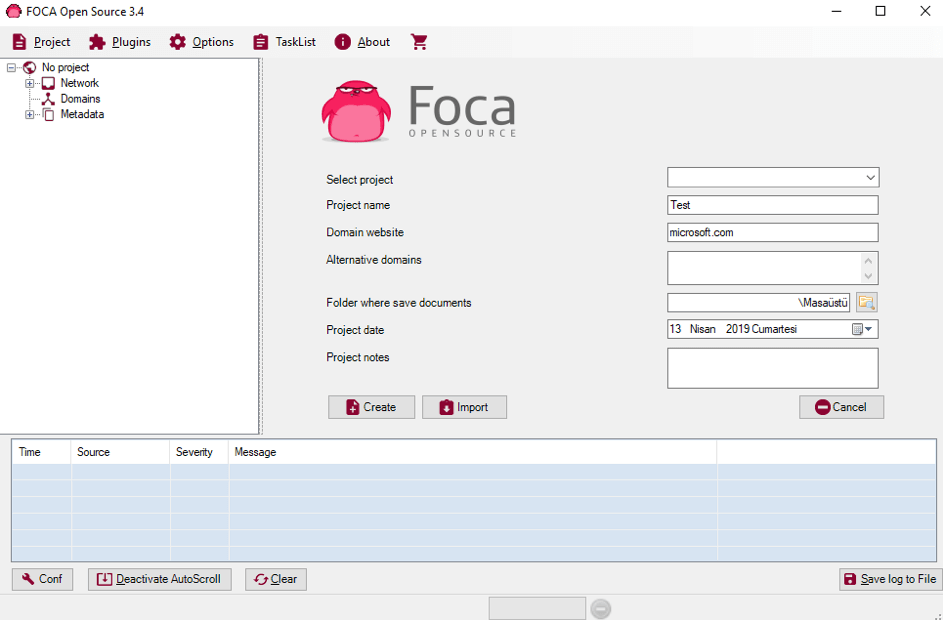 FOCA Open Source 3.4
Project Plugins Options TaskList About
No project
Network
Domains
Metadata
Foca
OPENSOURCE
Select project
Project name Test
Domain website microsoft.com
Alternative domains
Folder where save documents \Masaüstü
Project date 13 Nisan 2019 Cumartesi
Project notes
Create Import Cancel
Time Source Severity Message
Conf Deactivate AutoScroll Clear Save log to File